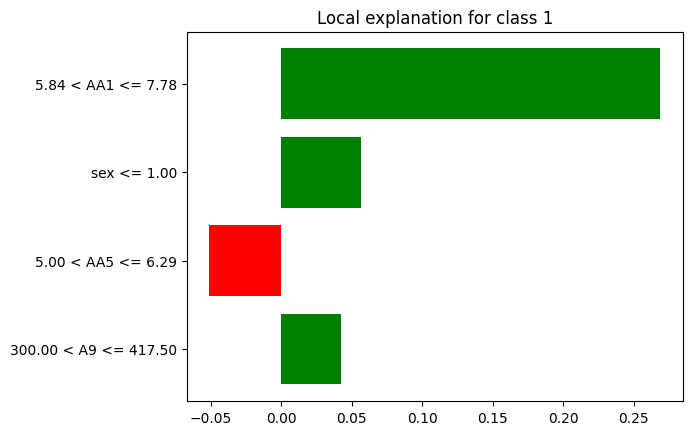 Local explanation for class 1
5.84 < AA1 <= 7.78
sex <= 1.00
5.00 < AA5 <= 6.29
300.00 < A9 <= 417.50
−0.05 0.00 0.05 0.10 0.15 0.20 0.25